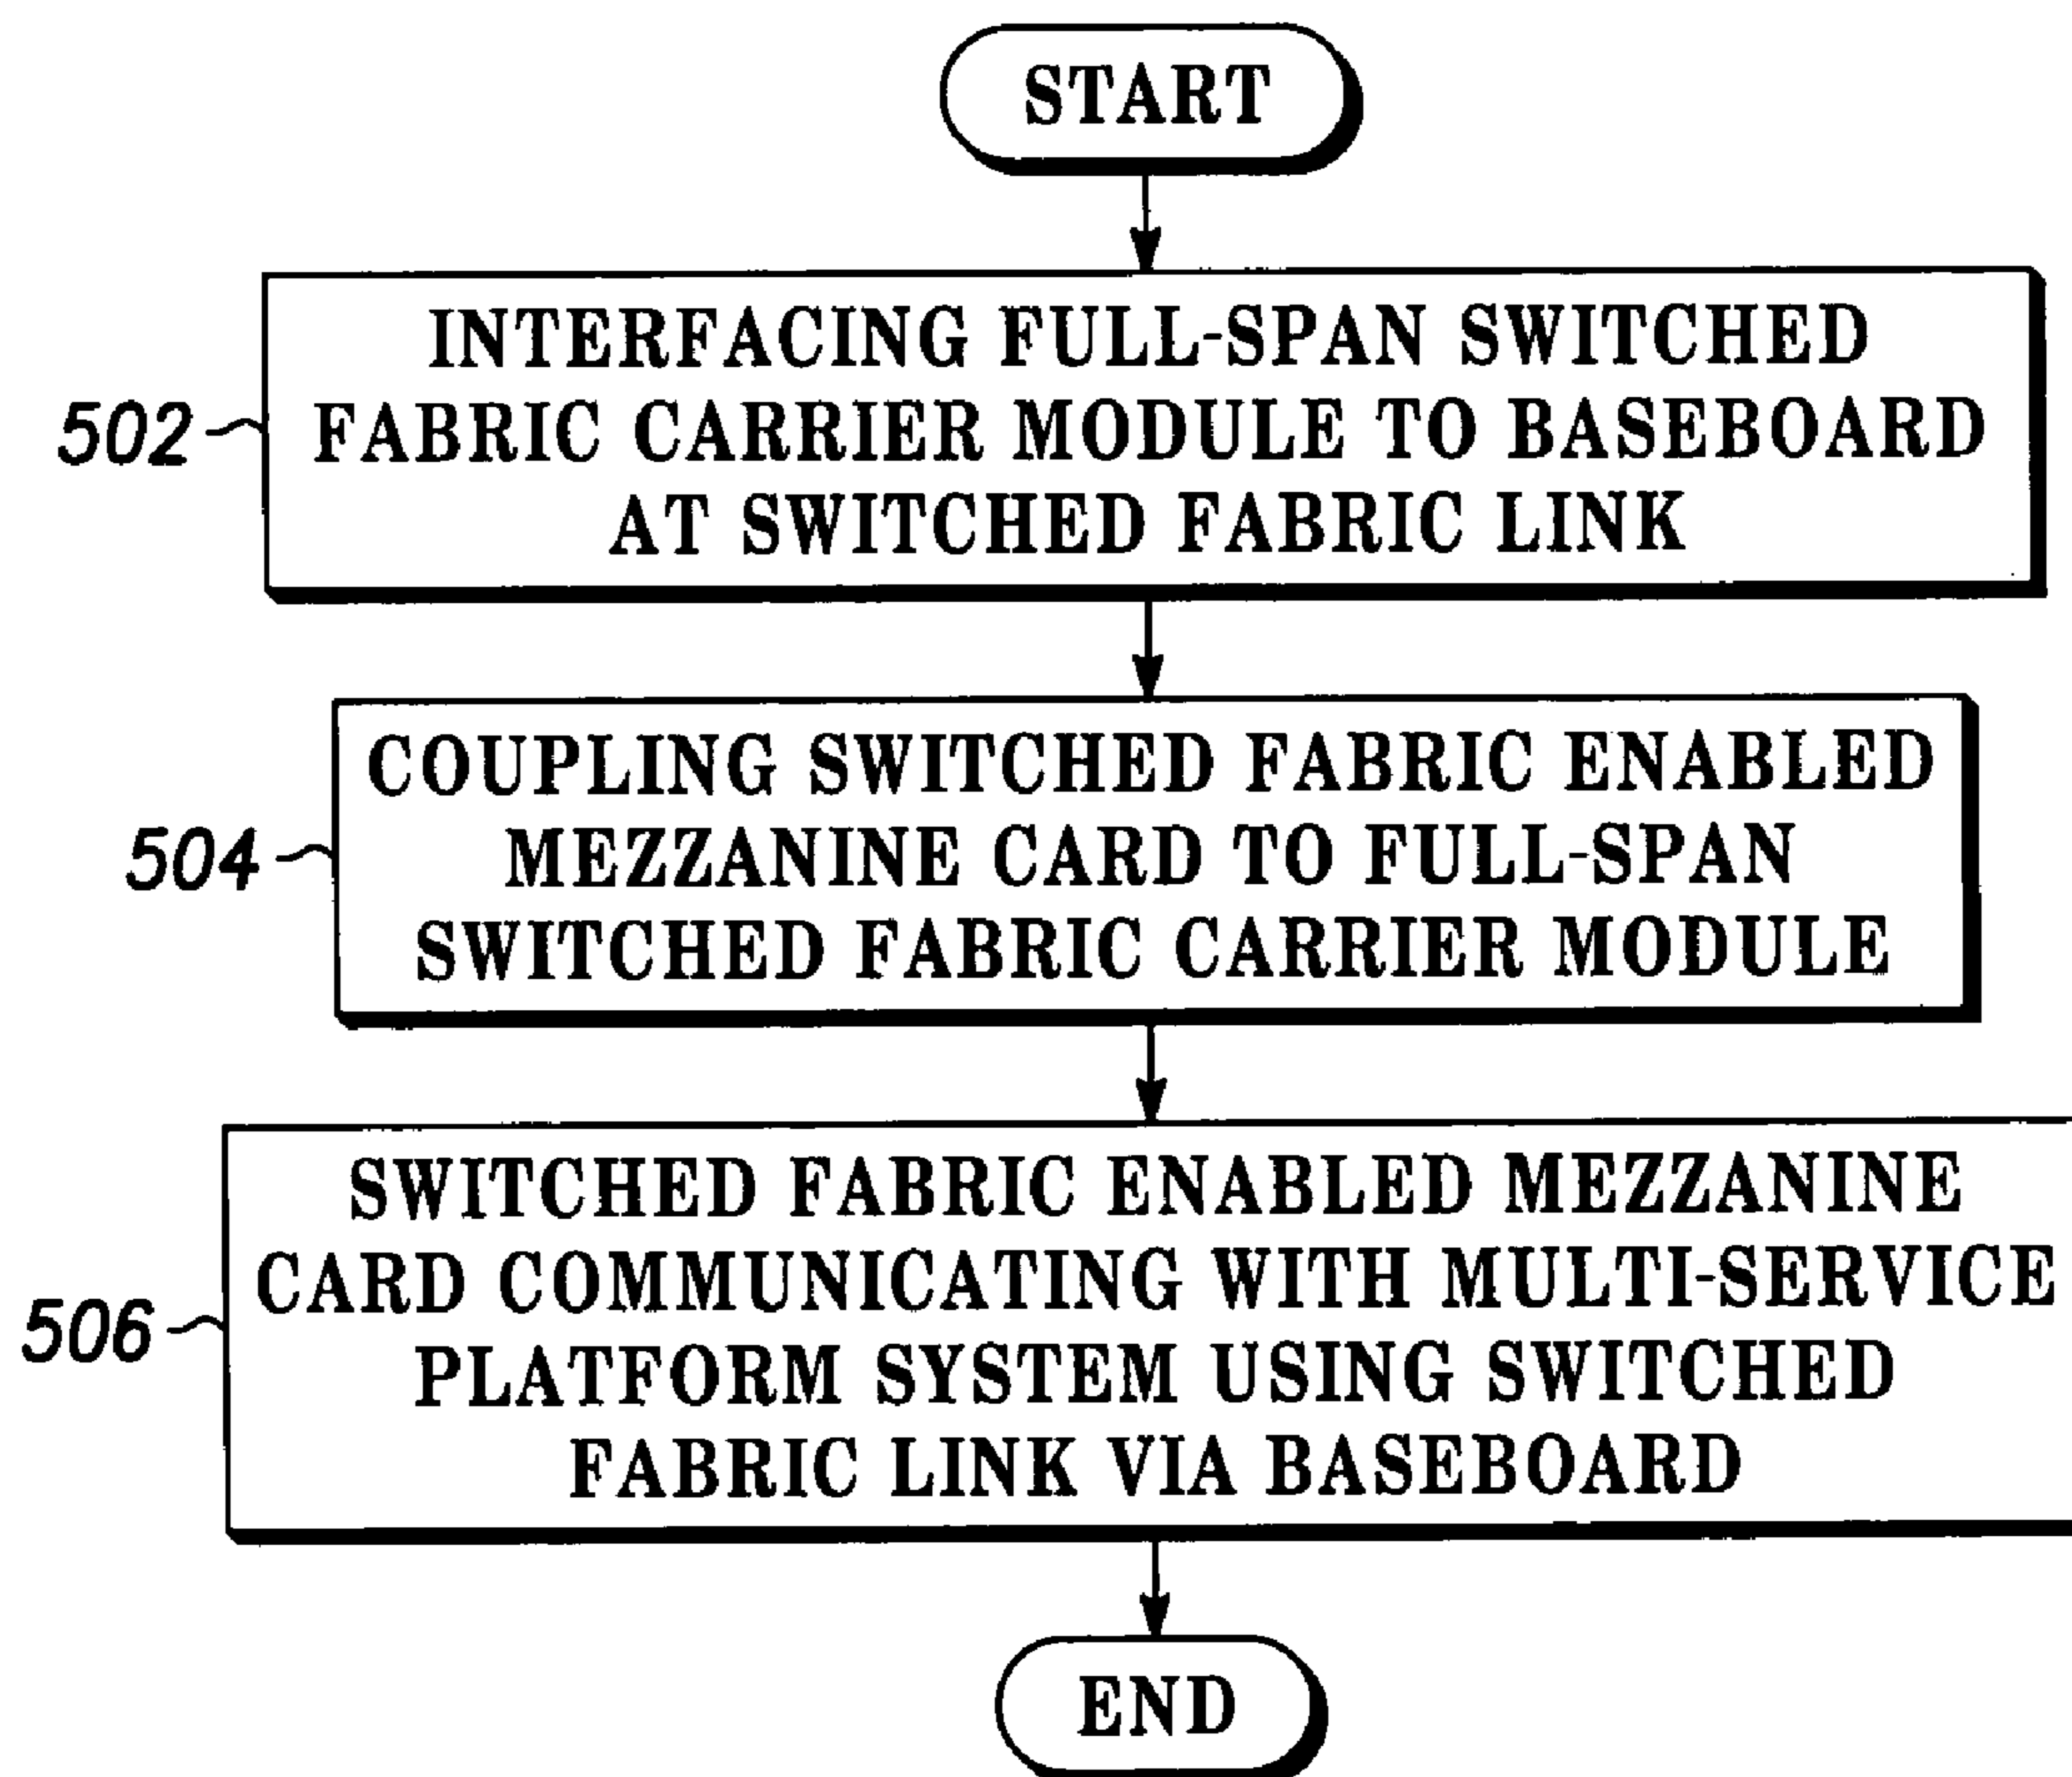 START
INTERFACING FULL-SPAN SWITCHED
FABRIC CARRIER MODULE TO BASEBOARD
AT SWITCHED FABRIC LINK
502
COUPLING SWITCHED FABRIC ENABLED
MEZZANINE CARD TO FULL-SPAN
SWITCHED FABRIC CARRIER MODULE
504
SWITCHED FABRIC ENABLED MEZZANINE
CARD COMMUNICATING WITH MULTI-SERVICE
PLATFORM SYSTEM USING SWITCHED
FABRIC LINK VIA BASEBOARD
506
END